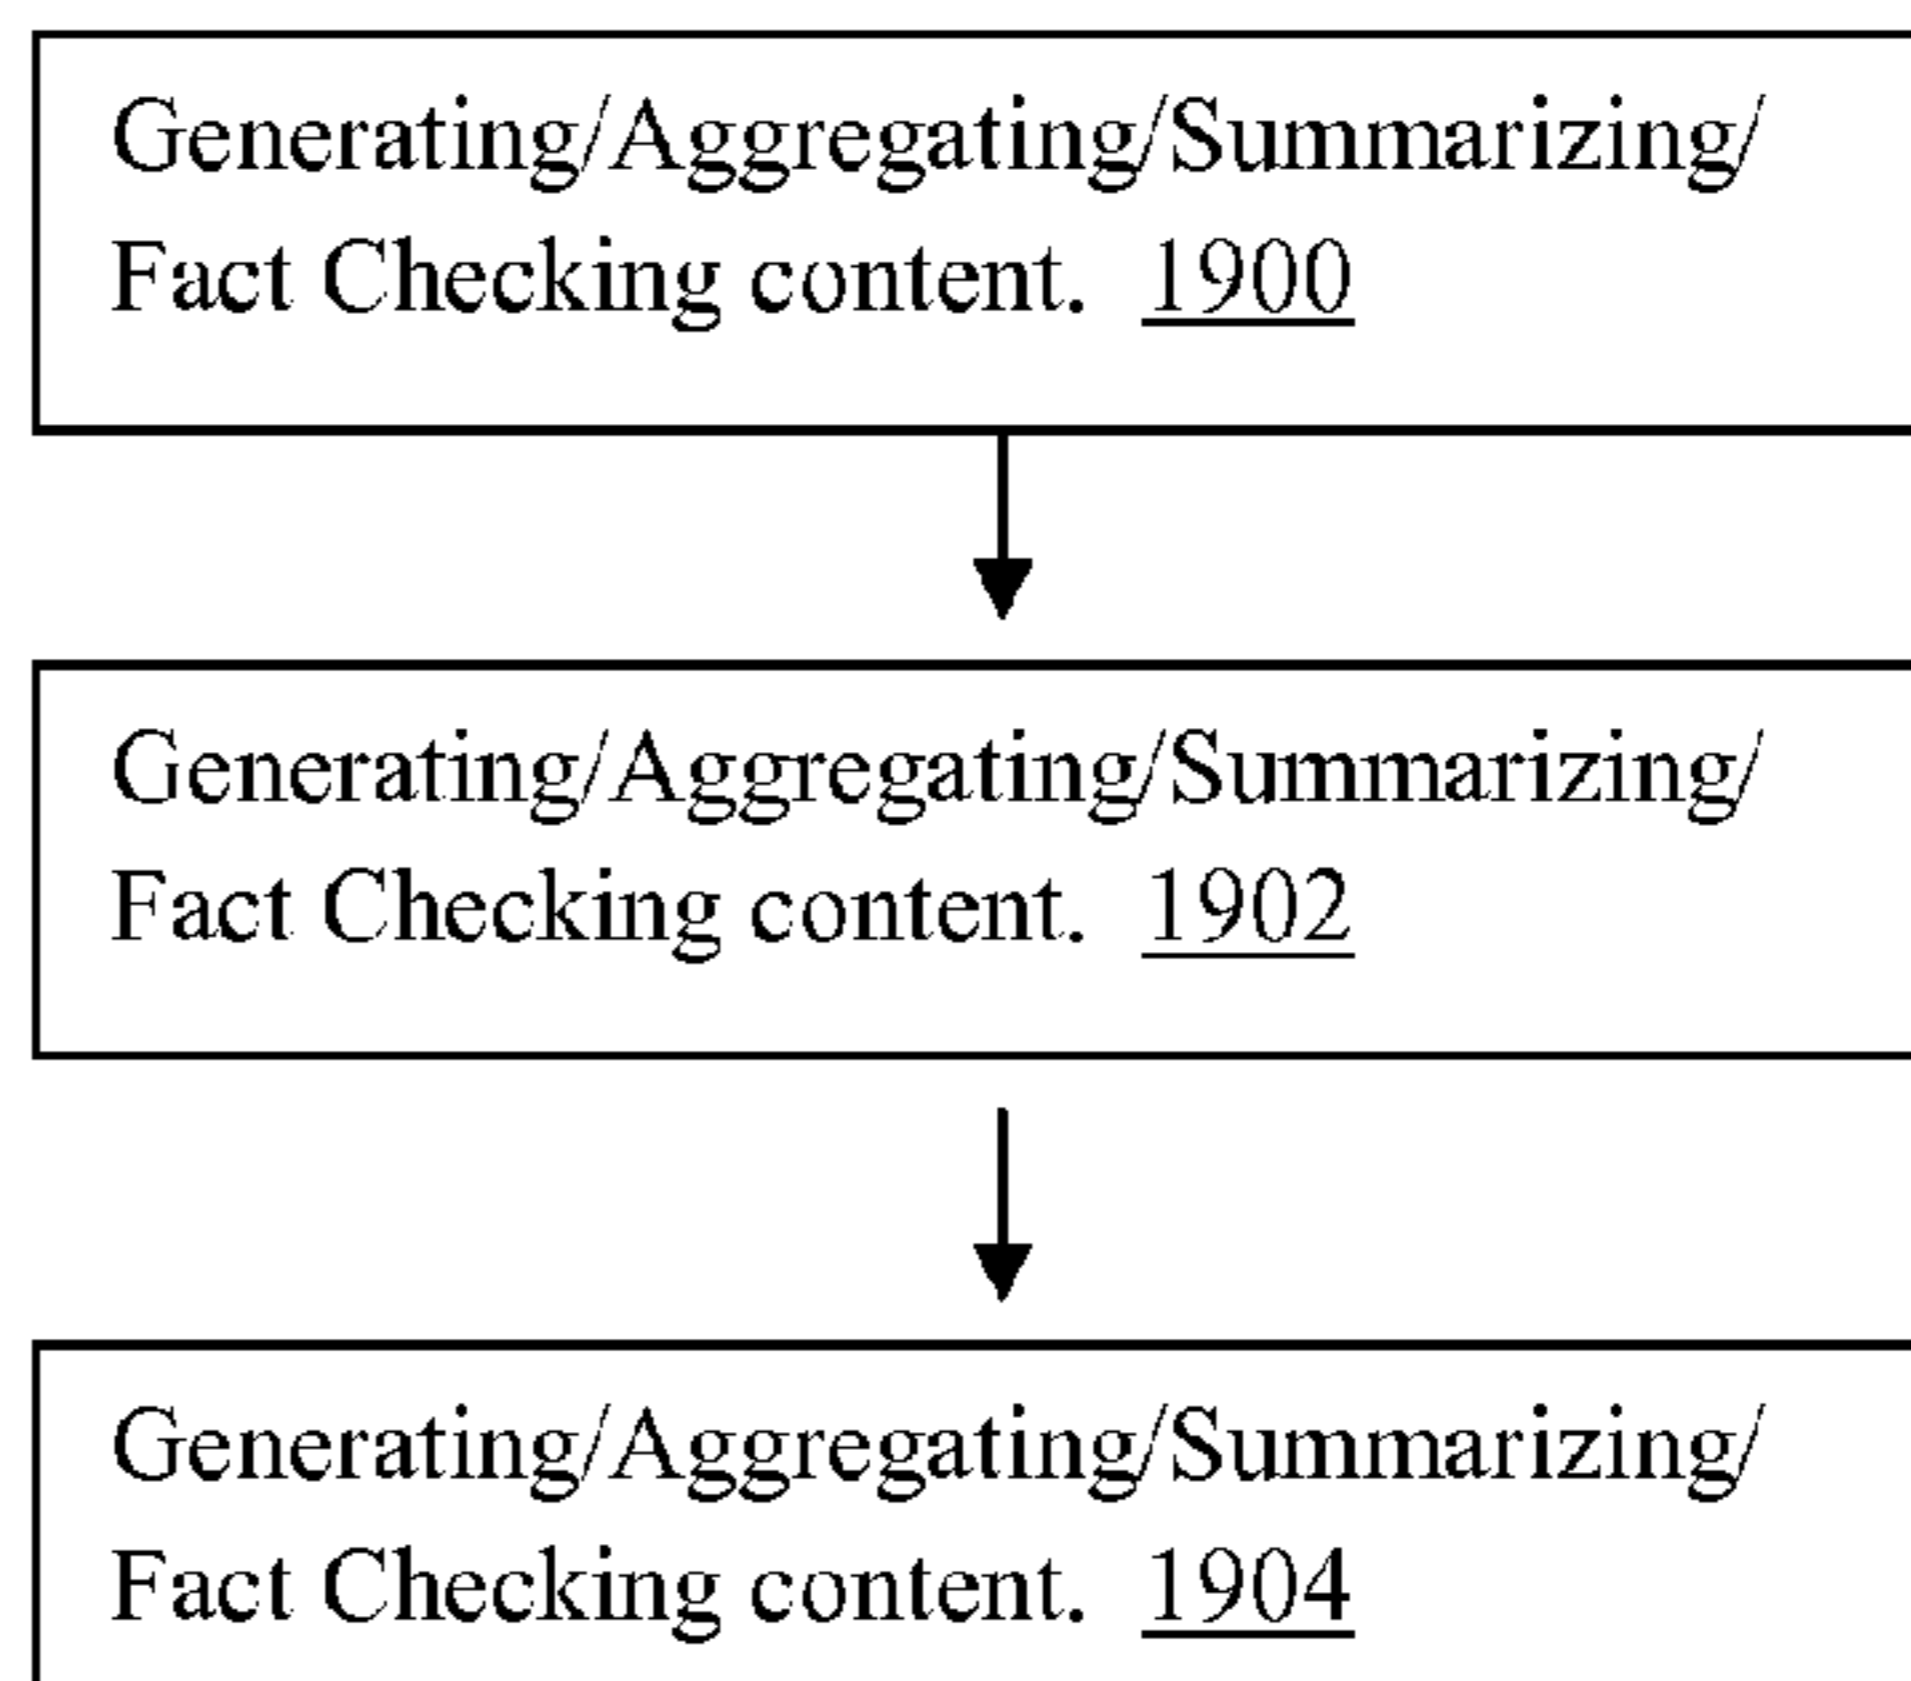 Generating/Aggregating/Summarizing/
Fact Checking content. 1900
Generating/Aggregating/Summarizing/
Fact Checking content. 1902
Generating/Aggregating/Summarizing/
Fact Checking content. 1904